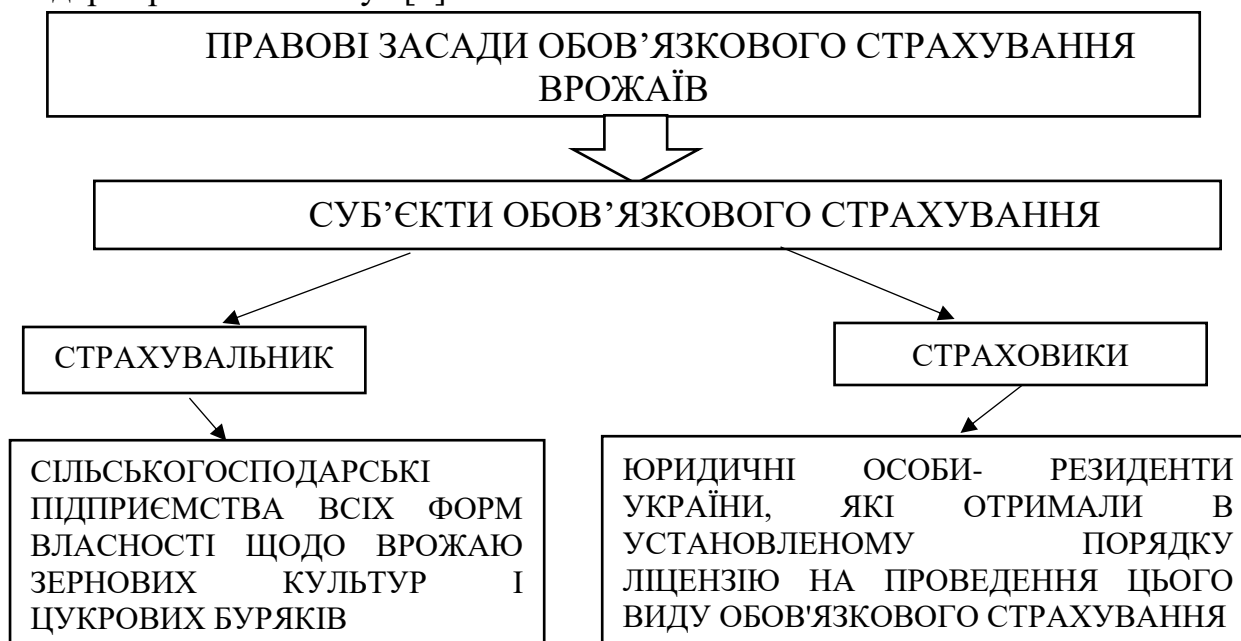 ПРАВОВІ ЗАСАДИ ОБОВ’ЯЗКОВОГО СТРАХУВАННЯ
ВРОЖАЇВ
СУБ’ЄКТИ ОБОВ’ЯЗКОВОГО СТРАХУВАННЯ
СТРАХУВАЛЬНИК
СТРАХОВИКИ
СІЛЬСЬКОГОСПОДАРСЬКІ
ПІДПРИЄМСТВА ВСІХ ФОРМ
ВЛАСНОСТІ ЩОДО ВРОЖАЮ
ЗЕРНОВИХ КУЛЬТУР І
ЦУКРОВИХ БУРЯКІВ
ЮРИДИЧНІ ОСОБИ- РЕЗИДЕНТИ
УКРАЇНИ, ЯКІ ОТРИМАЛИ В
УСТАНОВЛЕНОМУ ПОРЯДКУ
ЛІЦЕНЗІЮ НА ПРОВЕДЕННЯ ЦЬОГО
ВИДУ ОБОВ'ЯЗКОВОГО СТРАХУВАННЯ